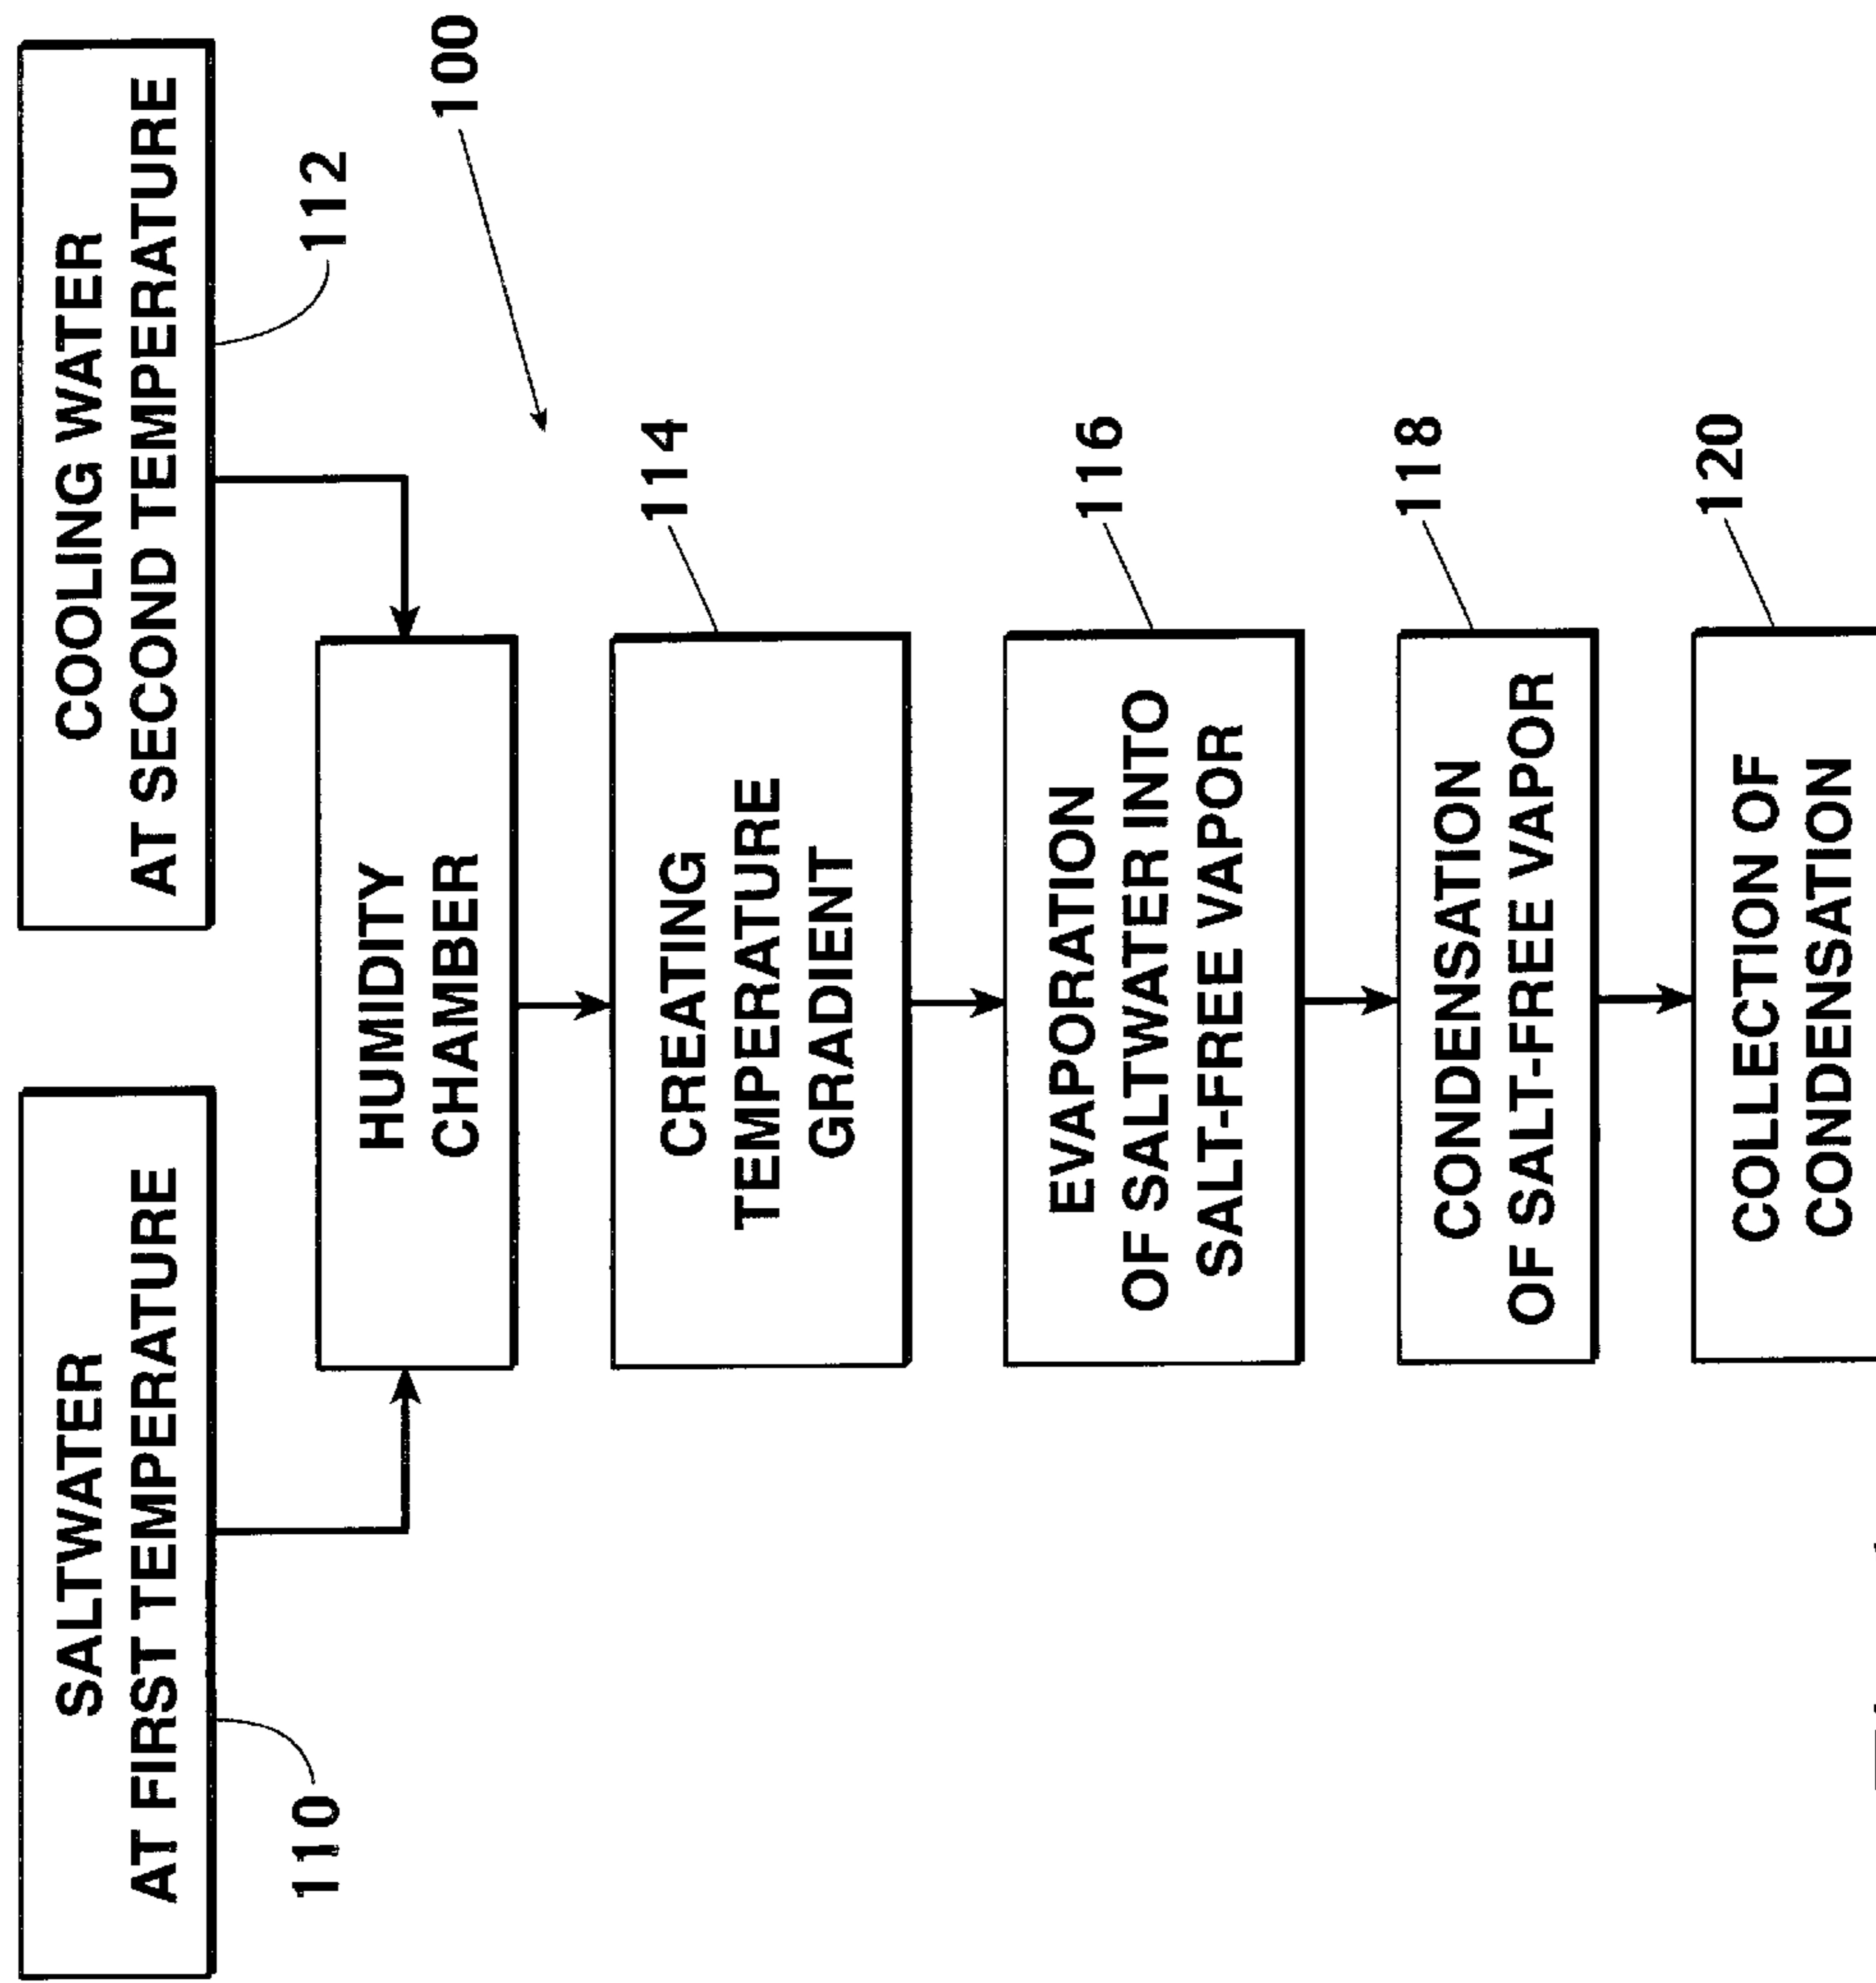 SALTWATER
AT FIRST TEMPERATURE
110
COOLING WATER
AT SECOND TEMPERATURE
112
100
HUMIDITY
CHAMBER
CREATING
TEMPERATURE
GRADIENT
114
EVAPORATION
OF SALTWATER INTO
SALT-FREE VAPOR
116
CONDENSATION
OF SALT-FREE VAPOR
118
COLLECTION OF
CONDENSATION
120